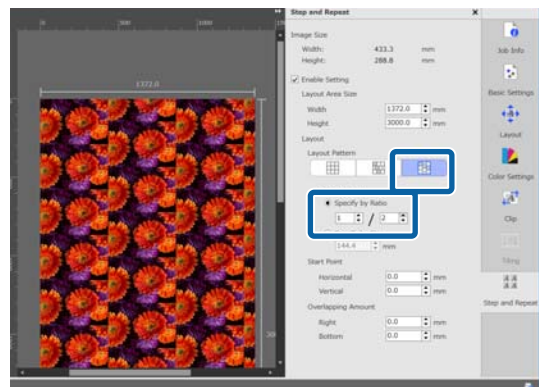 0
500
1000
Step and Repeat
Image Size
Width: 433.3 mm
Height: 288.8 mm
Enable Setting
Layout Area Size
Width 1372.0 mm
Height 3000.0 mm
Layout
Layout Pattern
Specify by Ratio
1 / 2
144.4 mm
Start Point
Horizontal 0.0 mm
Vertical 0.0 mm
Overlapping Amount
Right 0.0 mm
Bottom 0.0 mm
1372.0
Job Info
Basic Settings
Layout
Color Settings
Clip
Tiling
Step and Repeat